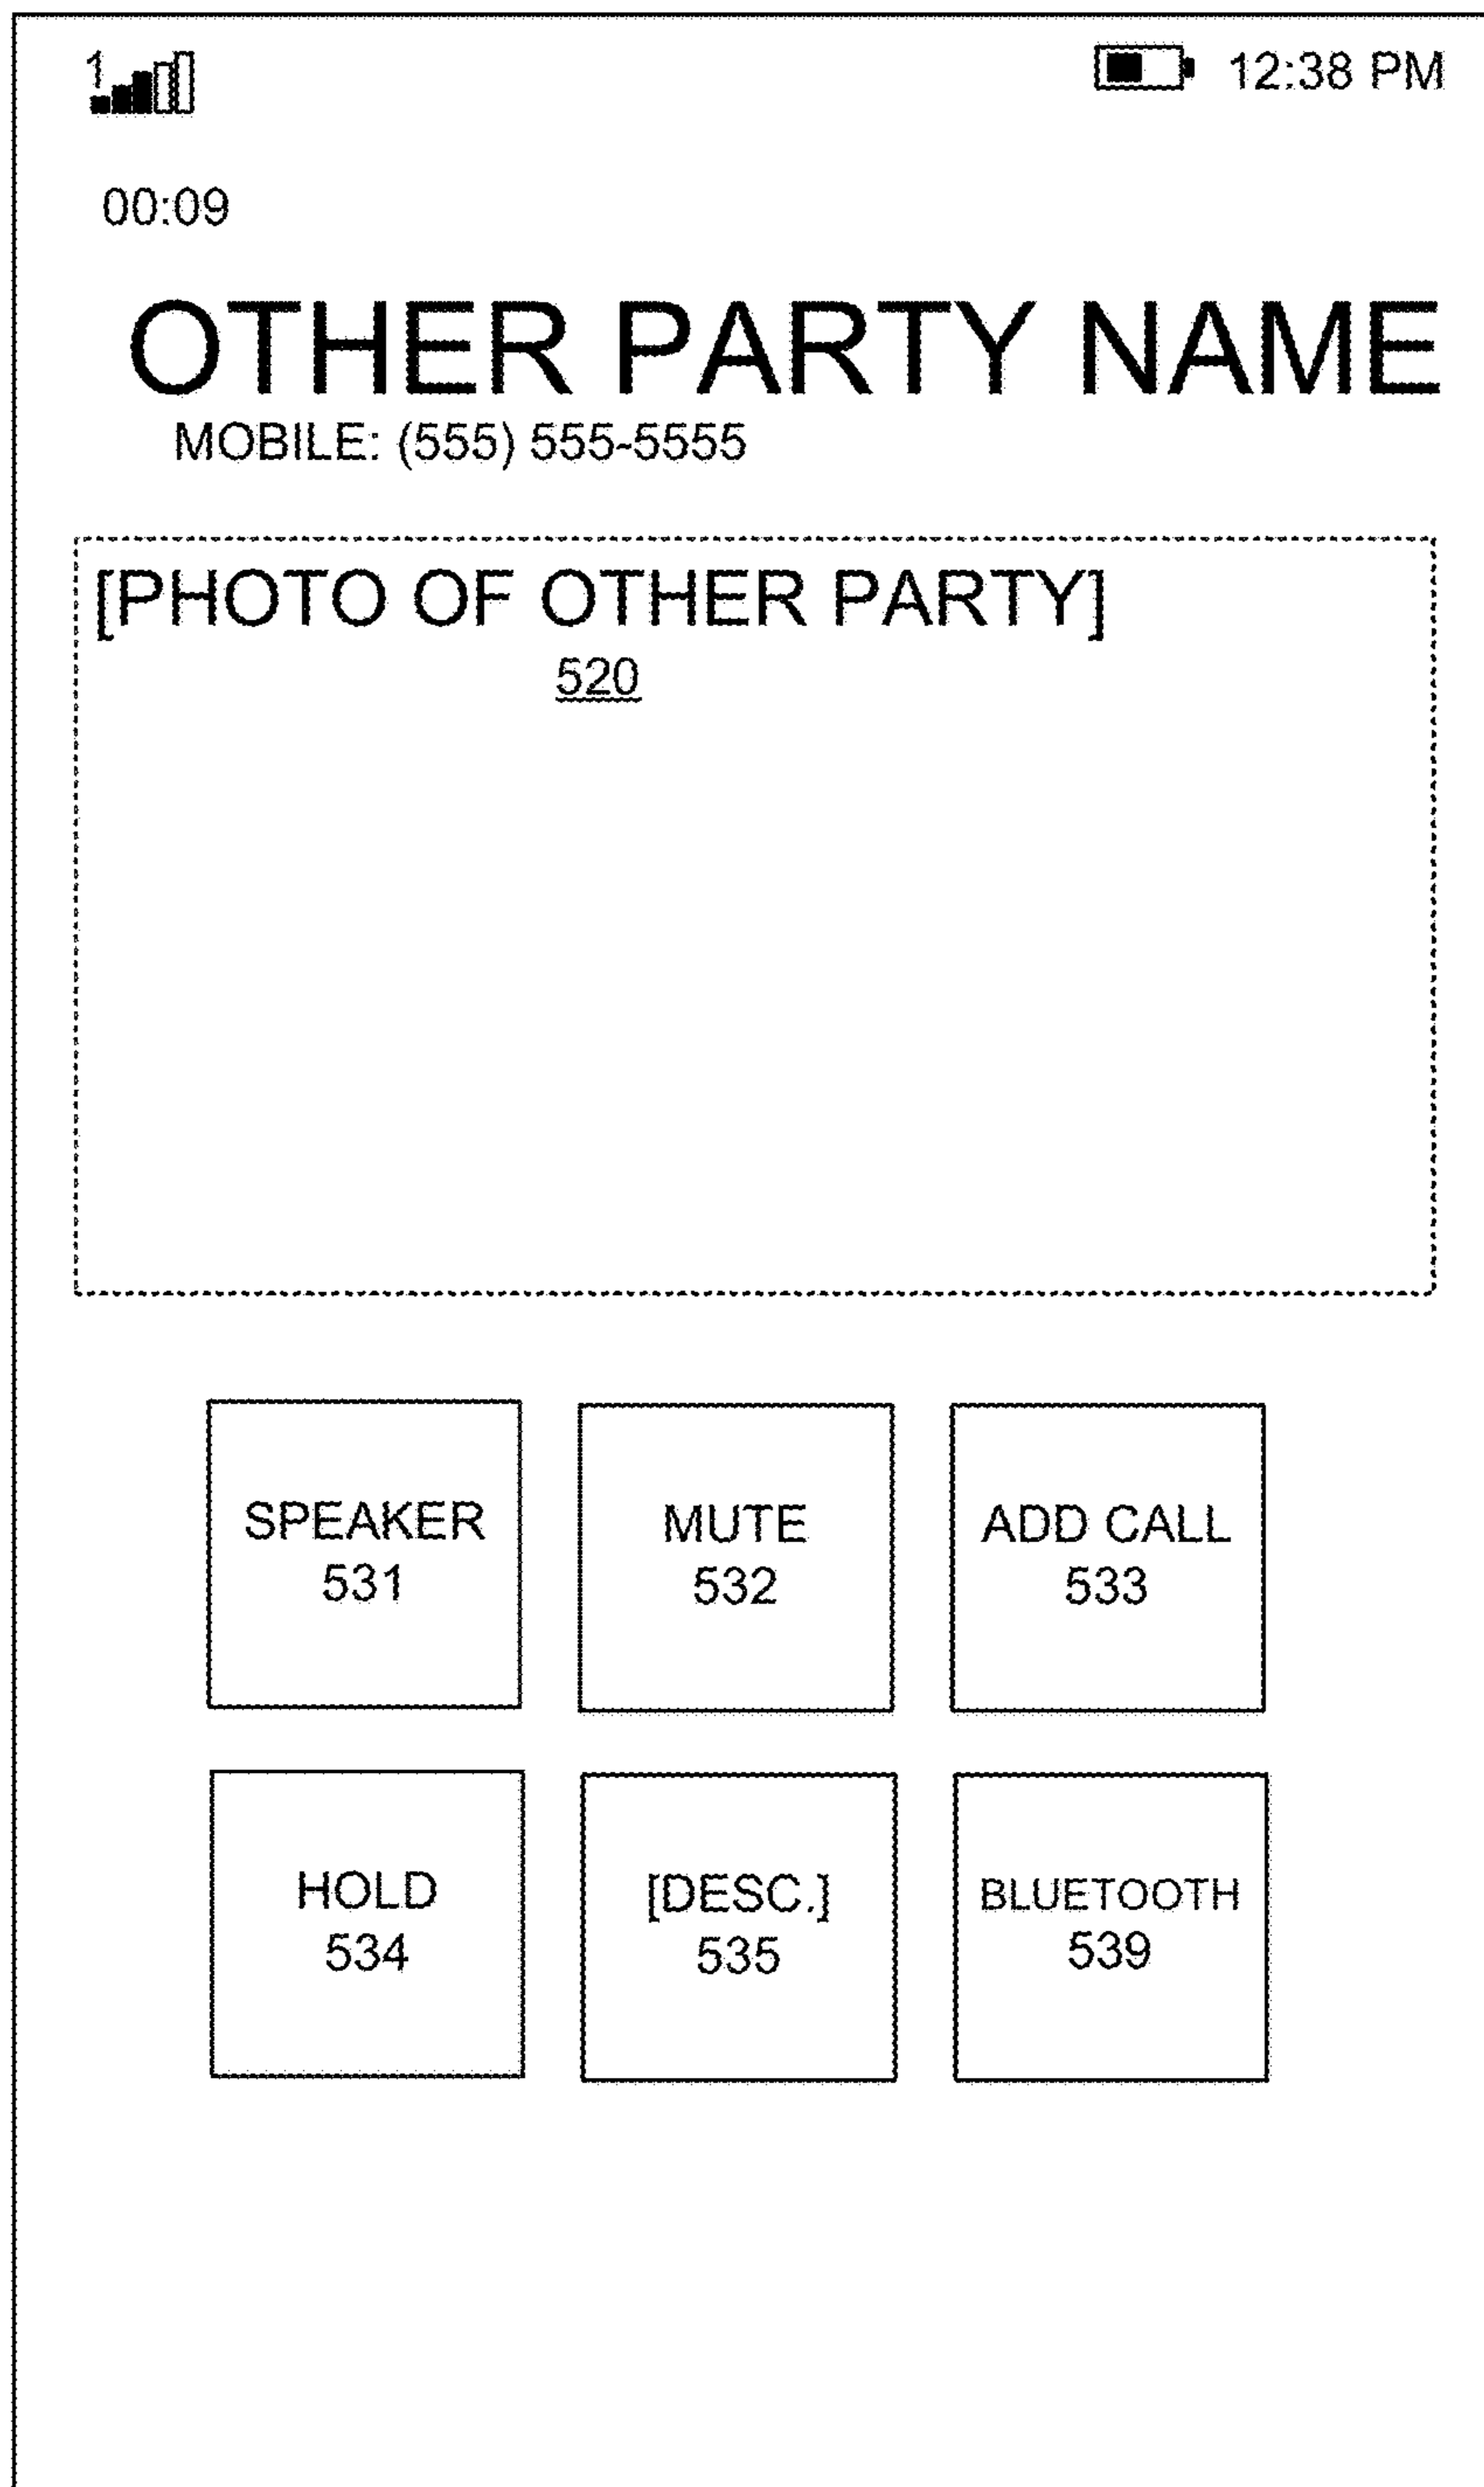 1
12:38 PM
00:09
OTHER PARTY NAME
MOBILE: (555) 555-5555
[PHOTO OF OTHER PARTY]
520
SPEAKER
531
MUTE
532
ADD CALL
533
HOLD
534
[DESC.]
535
BLUETOOTH
539